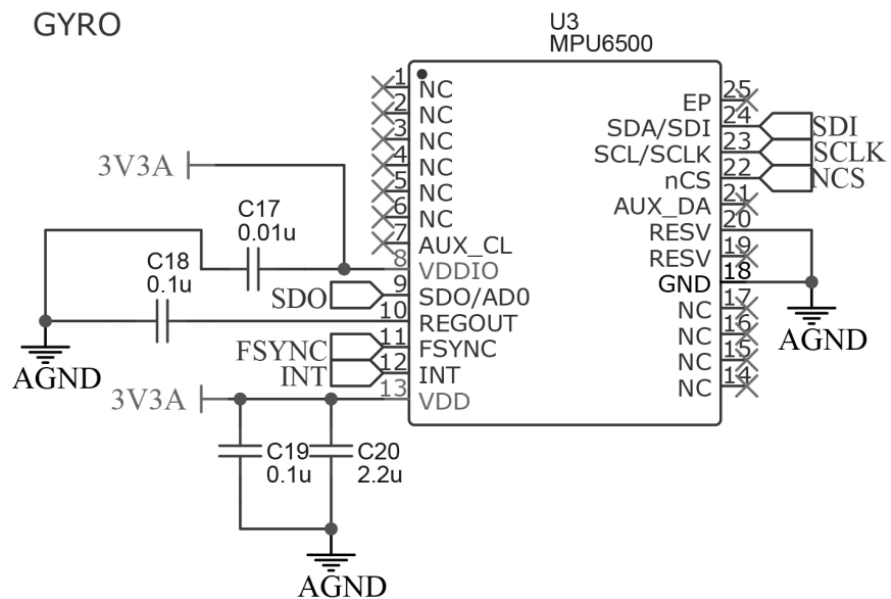 GYRO
U3
MPU6500
1 NC
2 NC
3 NC
4 NC
5 NC
6 NC
7 AUX_CL
8 VDDIO
9 SDO/AD0
10 REGOUT
11 FSYNC
12 INT
13 VDD
EP 25
SDA/SDI 24
SCL/SCLK 23
nCS 22
AUX_DA 21
RESV 20
RESV 19
GND 18
NC 17
NC 16
NC 15
NC 14
SDI
SCLK
NCS
3V3A
C17
0.01u
C18
0.1u
SDO
FSYNC
INT
AGND
AGND
3V3A
C19
0.1u
C20
2.2u
AGND